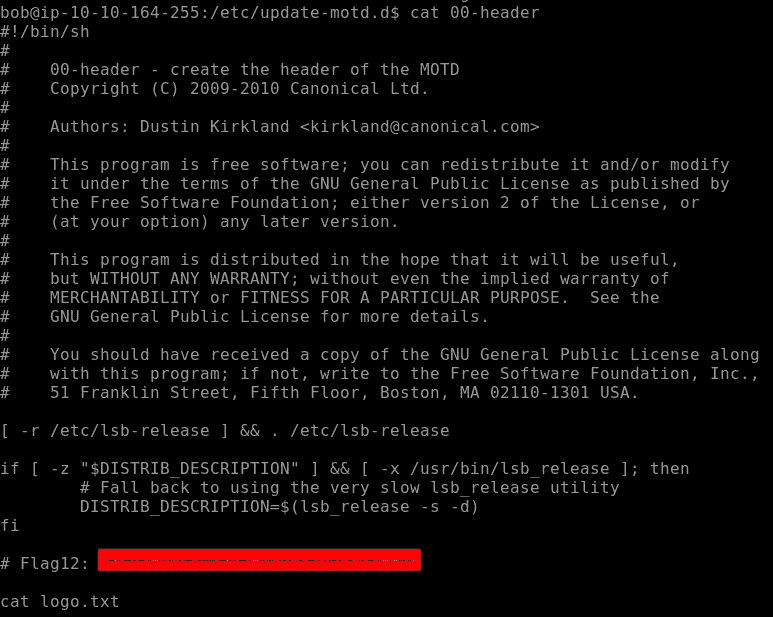 bob@ip-10-10-164-255:/etc/update-motd.d$ cat 00-header
#!/bin/sh
#
#    00-header - create the header of the MOTD
#    Copyright (C) 2009-2010 Canonical Ltd.
#
#    Authors: Dustin Kirkland <kirkland@canonical.com>
#
#    This program is free software; you can redistribute it and/or modify
#    it under the terms of the GNU General Public License as published by
#    the Free Software Foundation; either version 2 of the License, or
#    (at your option) any later version.
#
#    This program is distributed in the hope that it will be useful,
#    but WITHOUT ANY WARRANTY; without even the implied warranty of
#    MERCHANTABILITY or FITNESS FOR A PARTICULAR PURPOSE.  See the
#    GNU General Public License for more details.
#
#    You should have received a copy of the GNU General Public License along
#    with this program; if not, write to the Free Software Foundation, Inc.,
#    51 Franklin Street, Fifth Floor, Boston, MA 02110-1301 USA.
[ -r /etc/lsb-release ] && . /etc/lsb-release
if [ -z "$DISTRIB_DESCRIPTION" ] && [ -x /usr/bin/lsb_release ]; then
        # Fall back to using the very slow lsb_release utility
        DISTRIB_DESCRIPTION=$(lsb_release -s -d)
fi
# Flag12:
cat logo.txt